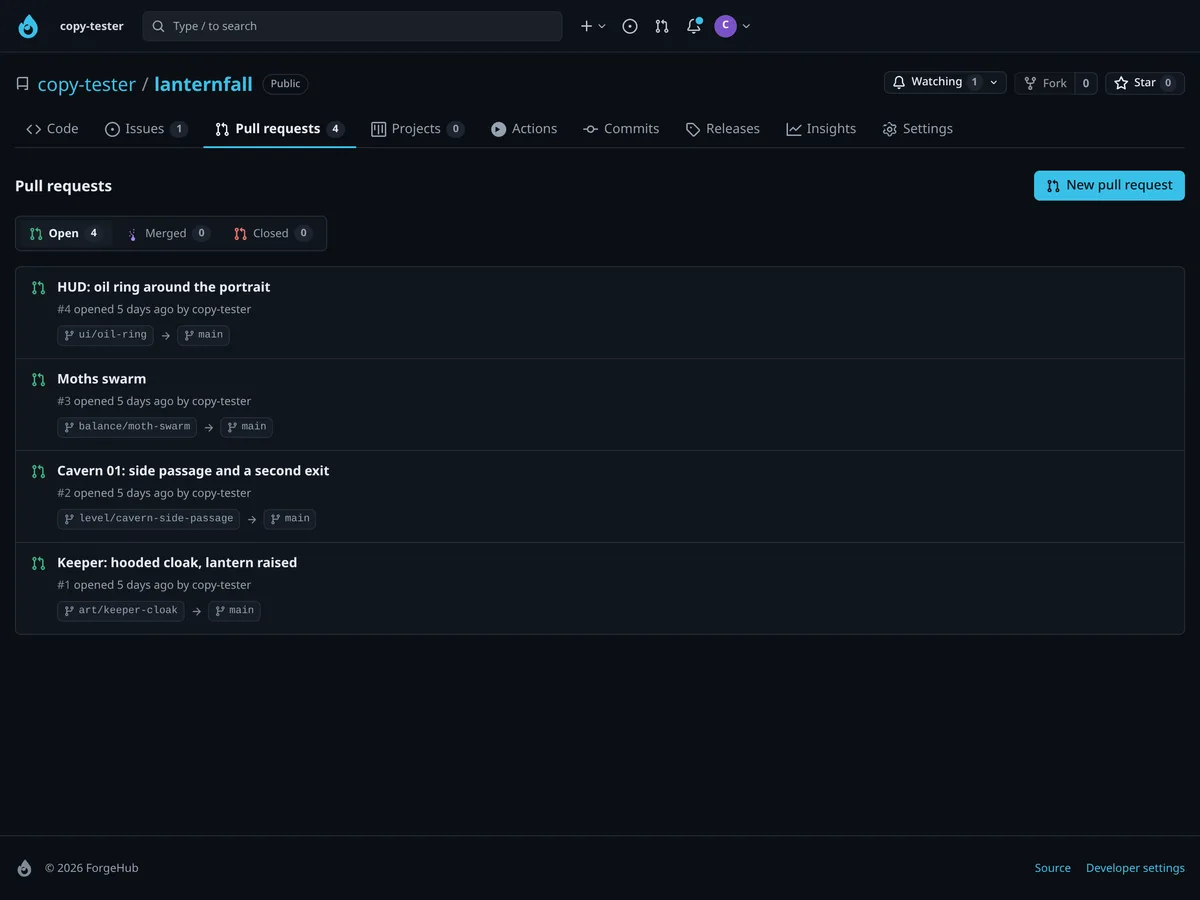 copy-tester Type / to search C
copy-tester / lanternfall Public Watching 1 Fork 0 Star 0
Code Issues 1 Pull requests 4 Projects 0 Actions Commits Releases Insights Settings
Pull requests New pull request
Open 4 Merged 0 Closed 0
HUD: oil ring around the portrait
#4 opened 5 days ago by copy-tester
ui/oil-ring → main
Moths swarm
#3 opened 5 days ago by copy-tester
balance/moth-swarm → main
Cavern 01: side passage and a second exit
#2 opened 5 days ago by copy-tester
level/cavern-side-passage → main
Keeper: hooded cloak, lantern raised
#1 opened 5 days ago by copy-tester
art/keeper-cloak → main
© 2026 ForgeHub Source Developer settings